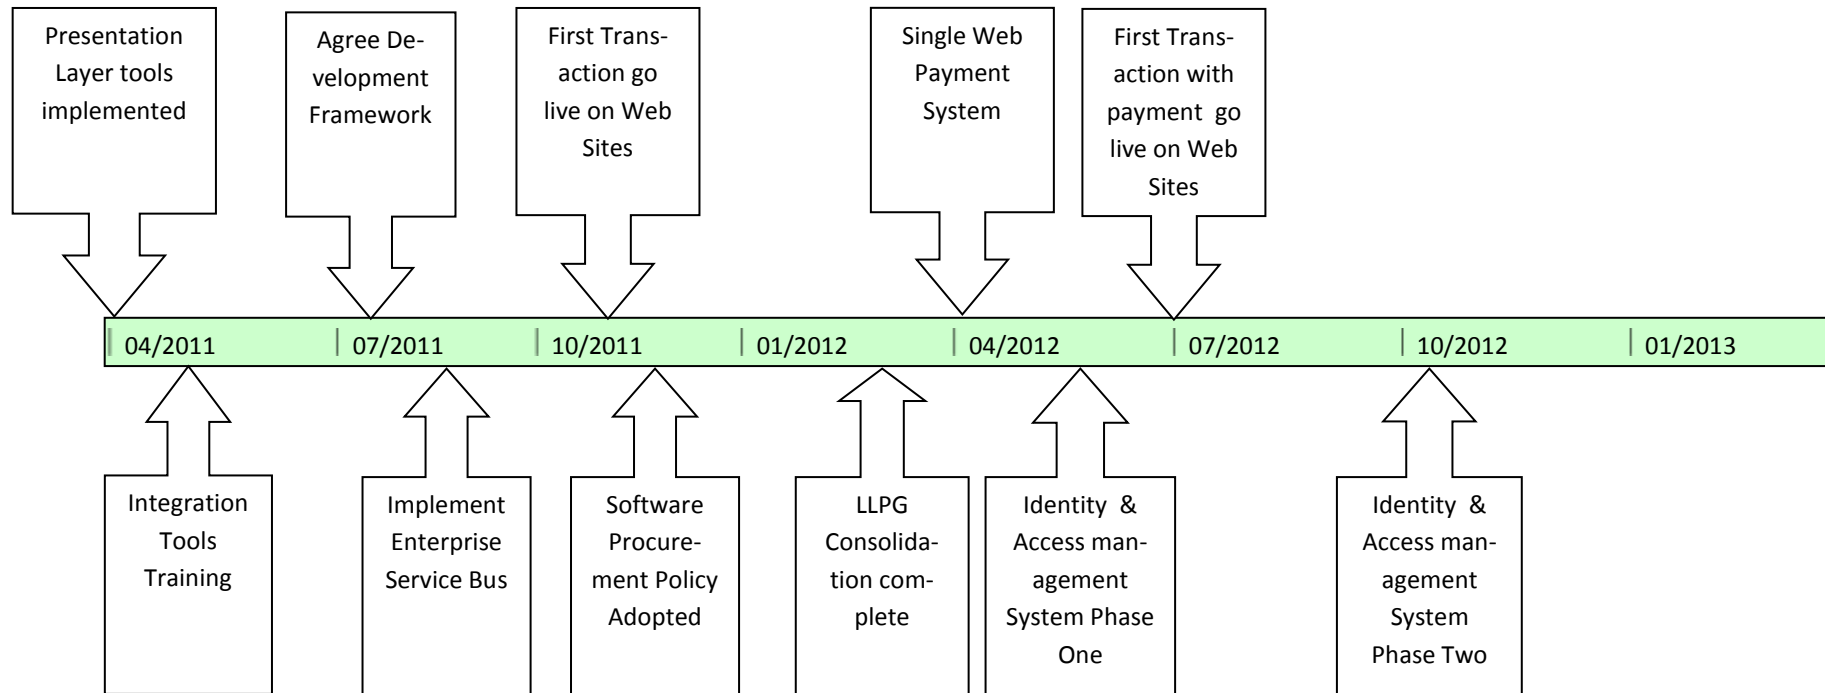 Presentation
Layer tools
implemented
Agree De-
velopment
Framework
First Trans-
action go
live on Web
Sites
Single Web
Payment
System
First Trans-
action with
payment  go
live on Web
Sites
04/2011
07/2011
10/2011
01/2012
04/2012
07/2012
10/2012
01/2013
Integration
Tools
Training
Implement
Enterprise
Service Bus
Software
Procure-
ment Policy
Adopted
LLPG
Consolida-
tion com-
plete
Identity  &
Access man-
agement
System Phase
One
Identity  &
Access man-
agement
System
Phase Two